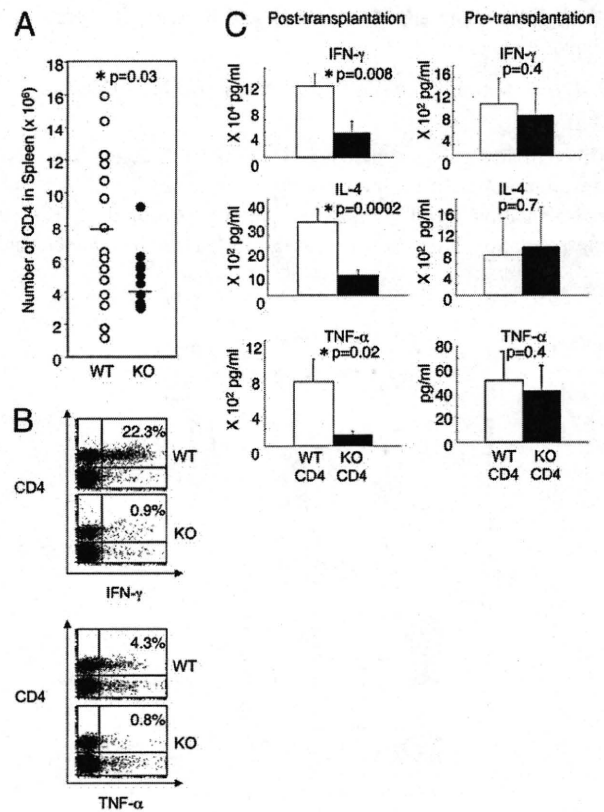 A
* p=0.03
Number of CD4 in Spleen (x 10⁶)
18
16
14
12
10
8
6
4
2
0
WT KO
B
22.3%
CD4
WT
0.9%
KO
IFN-γ
4.3%
CD4
WT
0.8%
KO
TNF-α
C
Post-transplantation Pre-transplantation
IFN-γ
* p=0.008
X 10⁴ pg/ml
12
8
4
0
IFN-γ
p=0.4
X 10² pg/ml
16
12
8
4
0
IL-4
* p=0.0002
X 10² pg/ml
40
30
20
10
0
IL-4
p=0.7
X 10² pg/ml
16
12
8
4
0
TNF-α
* p=0.02
X 10² pg/ml
12
8
4
0
WT KO
CD4 CD4
TNF-α
p=0.4
pg/ml
80
60
40
20
0
WT KO
CD4 CD4